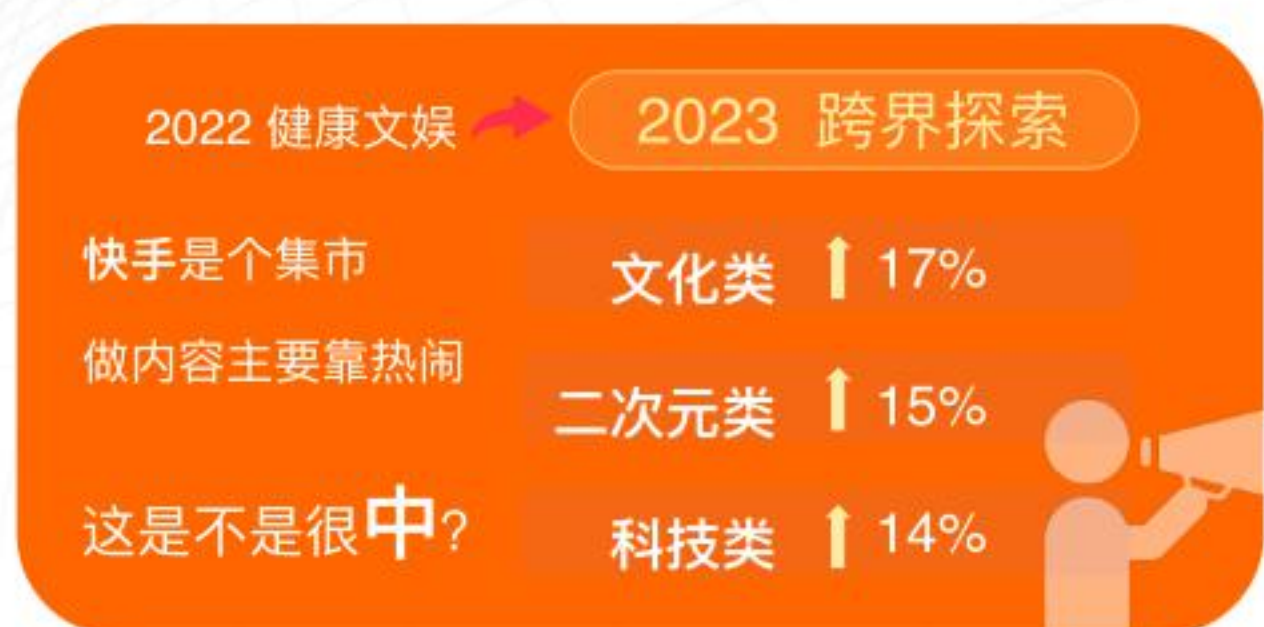 2022 健康文娱
2023 跨界探索
快手是个集市
做内容主要靠热闹
这是不是很中?
文化类 17%
二次元类 15%
科技类 14%